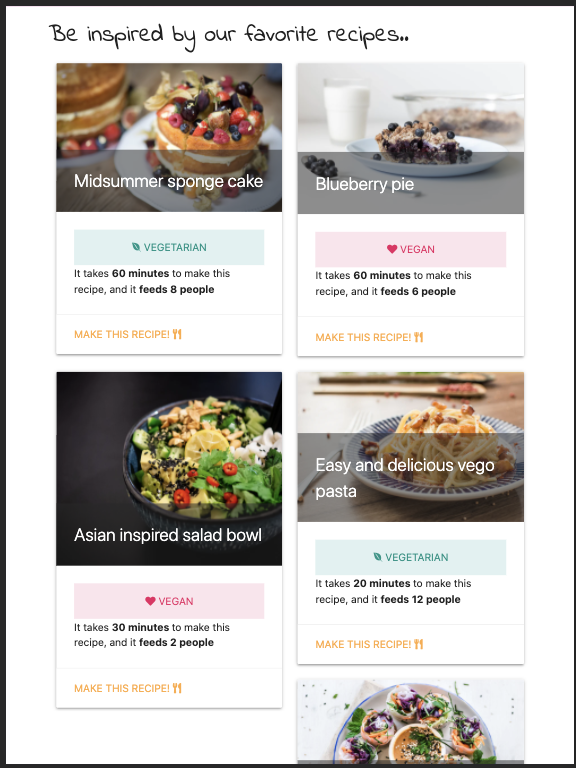 Be inspired by our favorite recipes..
Midsummer sponge cake
VEGETARIAN
It takes 60 minutes to make this
recipe, and it feeds 8 people
MAKE THIS RECIPE!
Blueberry pie
VEGAN
It takes 60 minutes to make this
recipe, and it feeds 6 people
MAKE THIS RECIPE!
Asian inspired salad bowl
VEGAN
It takes 30 minutes to make this
recipe, and it feeds 2 people
MAKE THIS RECIPE!
Easy and delicious vego
pasta
VEGETARIAN
It takes 20 minutes to make this
recipe, and it feeds 12 people
MAKE THIS RECIPE!